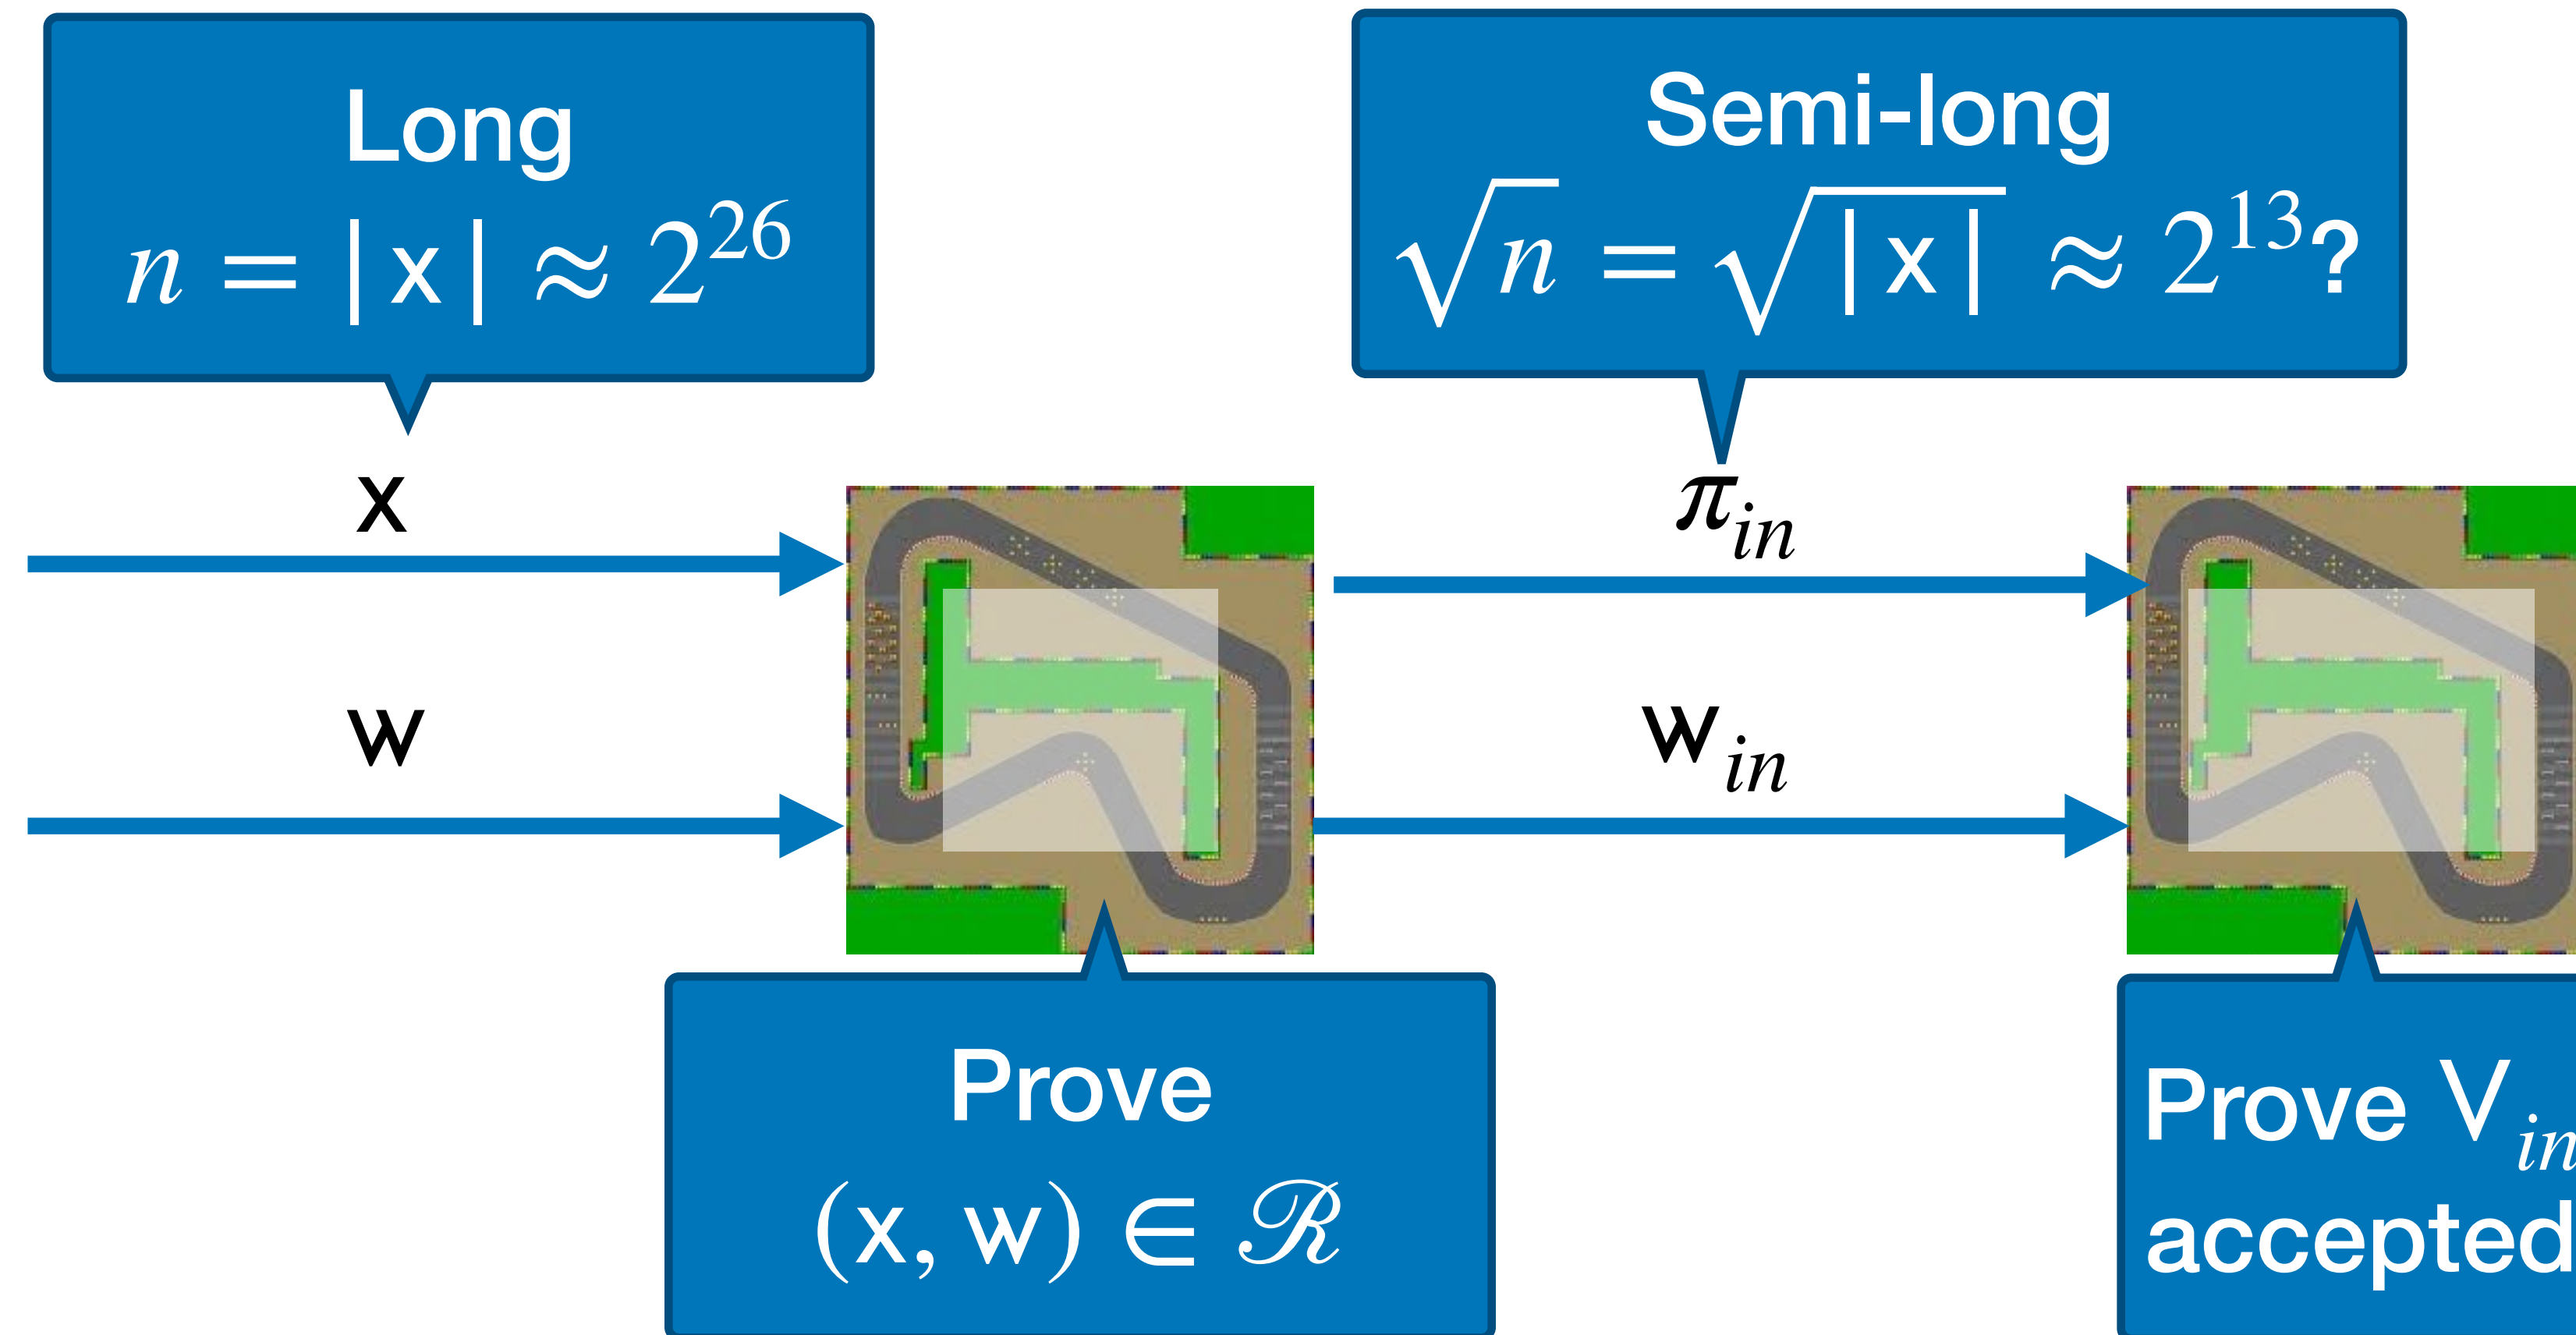 Long
n = | x | ≈ 2^26
Semi-long
√n = √| x | ≈ 2^13?
x
π_in
w
w_in
Prove
(x, w) ∈ ℛ
Prove V_in
accepted